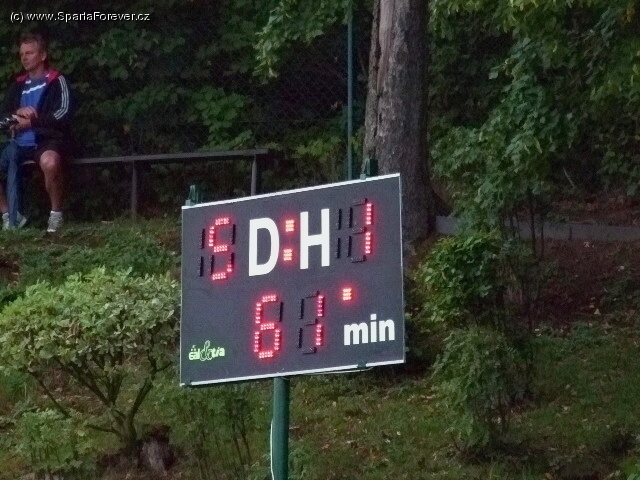 (c) www.SpartaForever.cz
5 D:H 1
61 min